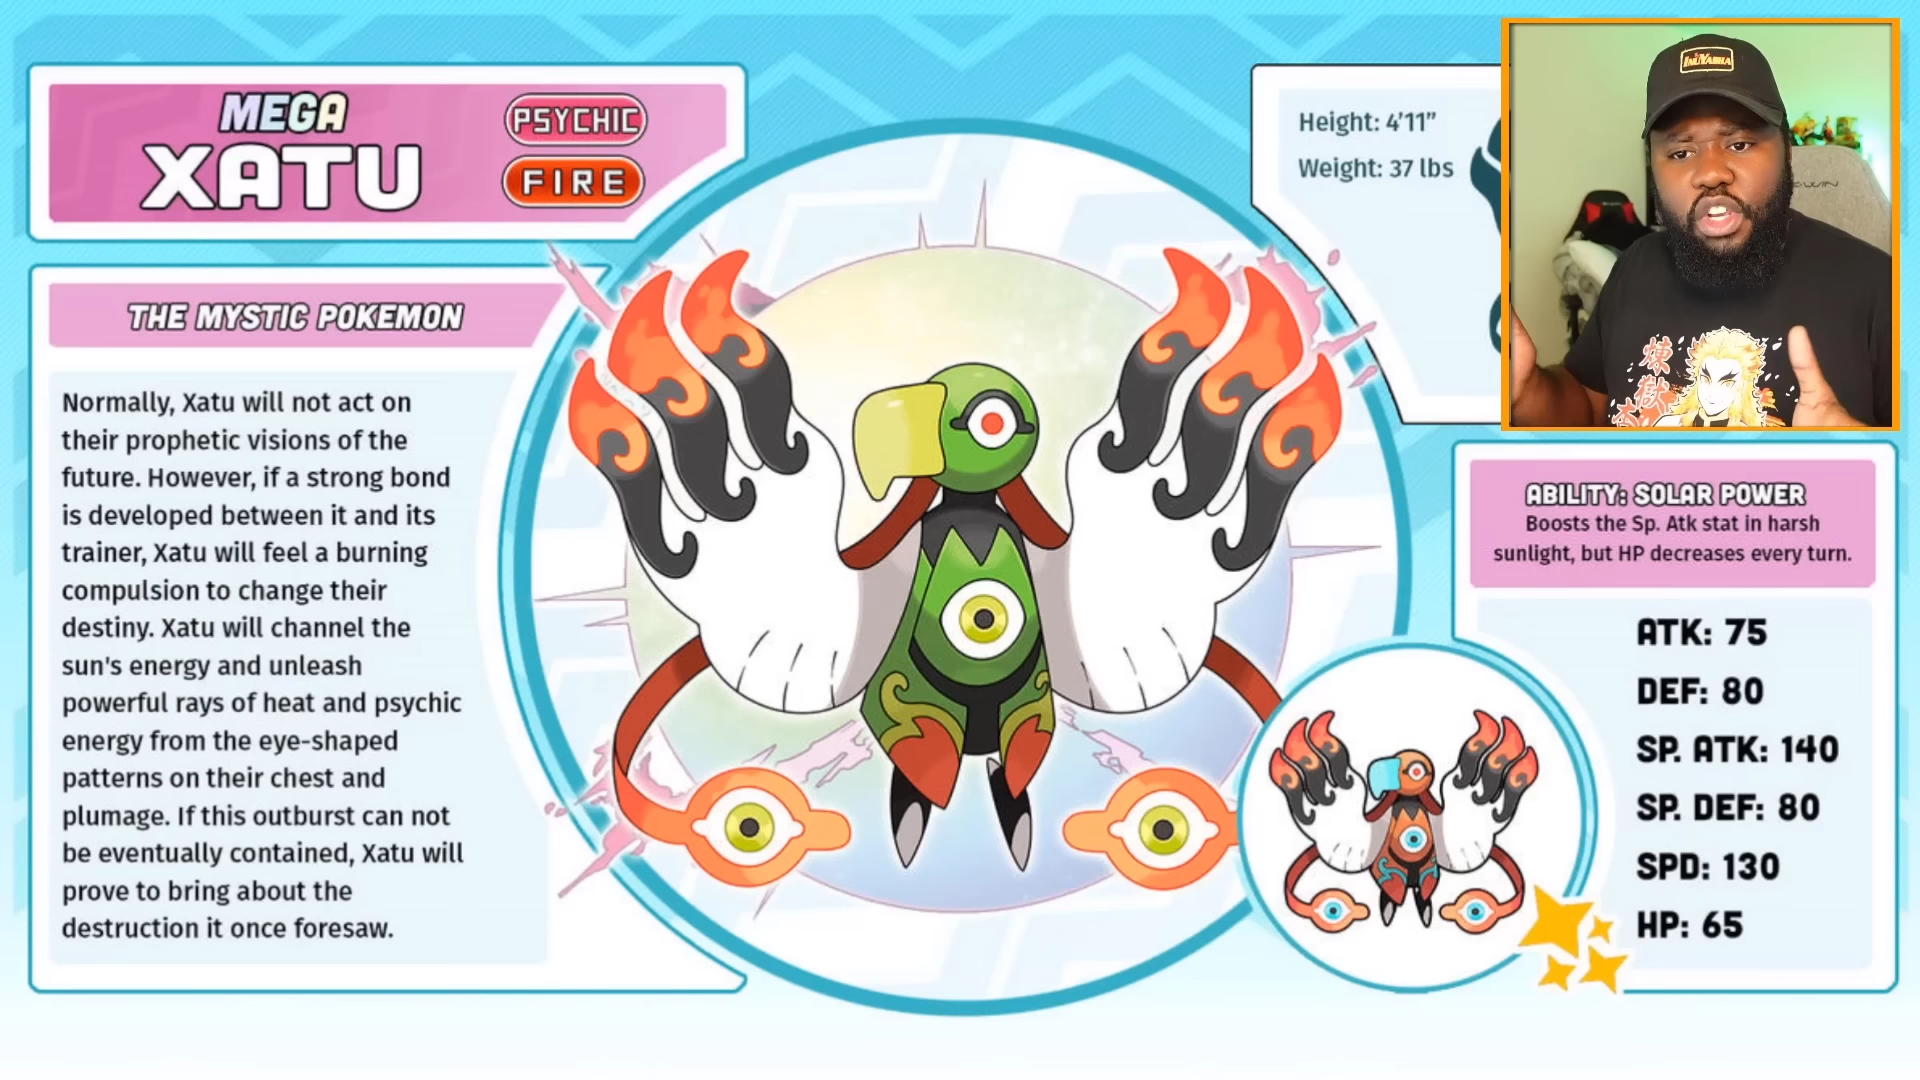 MEGA
XATU
PSYCHIC
FIRE
THE MYSTIC POKEMON
Normally, Xatu will not act on
their prophetic visions of the
future. However, if a strong bond
is developed between it and its
trainer, Xatu will feel a burning
compulsion to change their
destiny. Xatu will channel the
sun's energy and unleash
powerful rays of heat and psychic
energy from the eye-shaped
patterns on their chest and
plumage. If this outburst can not
be eventually contained, Xatu will
prove to bring about the
destruction it once foresaw.
Height: 4'11”
Weight: 37 lbs
INUYASHA
煉
獄
ABILITY: SOLAR POWER
Boosts the Sp. Atk stat in harsh
sunlight, but HP decreases every turn.
ATK: 75
DEF: 80
SP. ATK: 140
SP. DEF: 80
SPD: 130
HP: 65